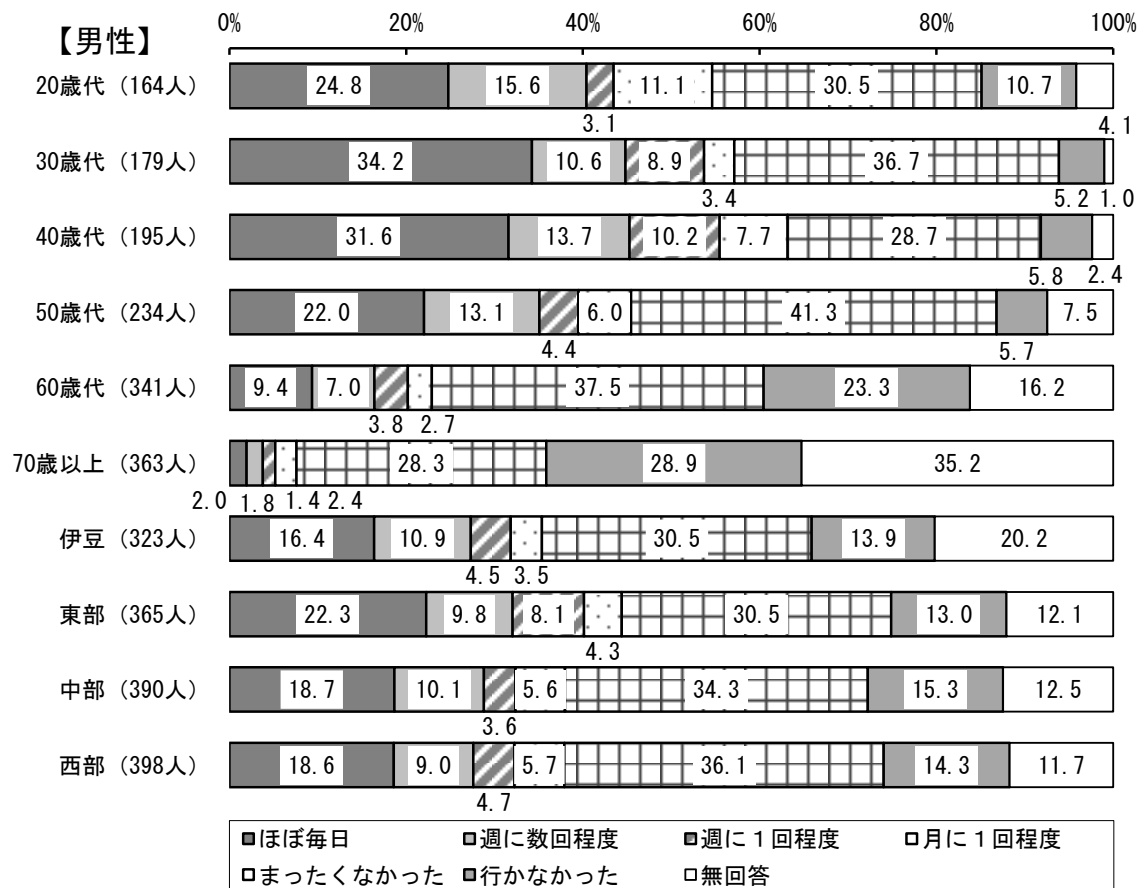 0% 20% 40% 60% 80% 100%
【男性】
20歳代 (164人) 24.8 15.6 11.1 30.5 10.7
3.1 4.1
30歳代 (179人) 34.2 10.6 8.9 36.7
3.4 5.2 1.0
40歳代 (195人) 31.6 13.7 10.2 7.7 28.7
5.8 2.4
50歳代 (234人) 22.0 13.1 6.0 41.3 7.5
4.4 5.7
60歳代 (341人) 9.4 7.0 37.5 23.3 16.2
3.8 2.7
70歳以上 (363人) 28.3 28.9 35.2
2.0 1.8 1.4 2.4
伊豆 (323人) 16.4 10.9 30.5 13.9 20.2
4.5 3.5
東部 (365人) 22.3 9.8 8.1 30.5 13.0 12.1
4.3
中部 (390人) 18.7 10.1 5.6 34.3 15.3 12.5
3.6
西部 (398人) 18.6 9.0 5.7 36.1 14.3 11.7
4.7
ほぼ毎日 週に数回程度 週に１回程度 月に１回程度
まったくなかった 行かなかった 無回答